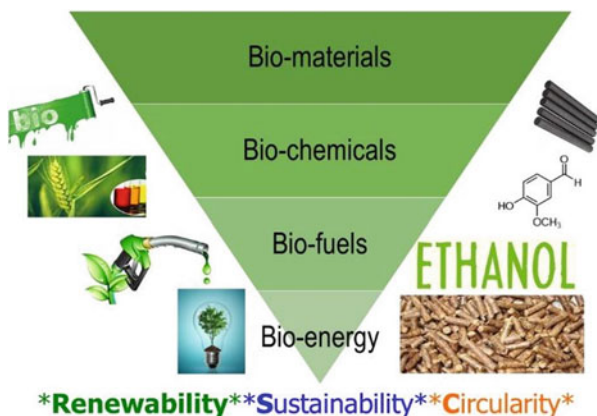 Bio-materials
bio
Bio-chemicals
O
H
HO
OCH3
Bio-fuels
ETHANOL
Bio-energy
*Renewability**Sustainability**Circularity*